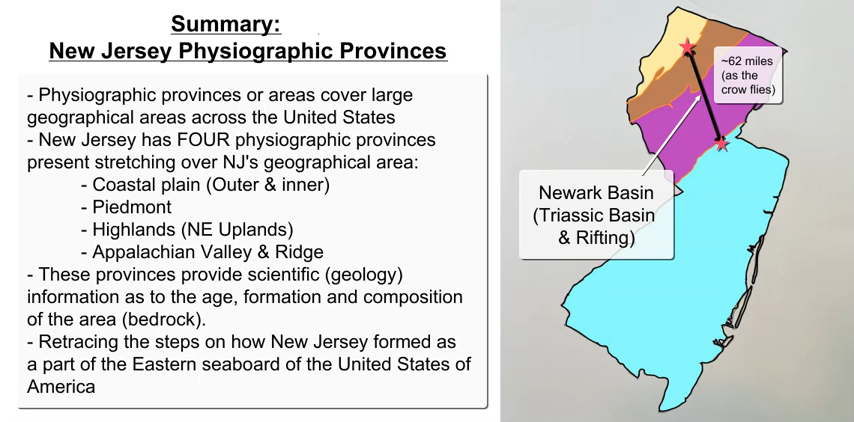 Summary:
New Jersey Physiographic Provinces
- Physiographic provinces or areas cover large
geographical areas across the United States
- New Jersey has FOUR physiographic provinces
present stretching over NJ's geographical area:
- Coastal plain (Outer & inner)
- Piedmont
- Highlands (NE Uplands)
- Appalachian Valley & Ridge
- These provinces provide scientific (geology)
information as to the age, formation and composition
of the area (bedrock).
- Retracing the steps on how New Jersey formed as
a part of the Eastern seaboard of the United States of
America
~62 miles
(as the
crow flies)
Newark Basin
(Triassic Basin
& Rifting)